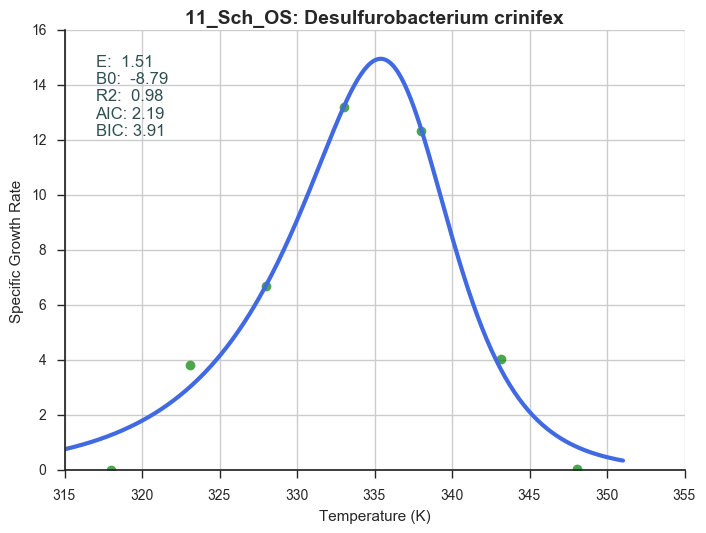 11_Sch_OS: Desulfurobacterium crinifex
16
14
12
10
8
6
4
2
0
E: 1.51
B0: -8.79
R2: 0.98
AIC: 2.19
BIC: 3.91
Specific Growth Rate
315 320 325 330 335 340 345 350 355
Temperature (K)